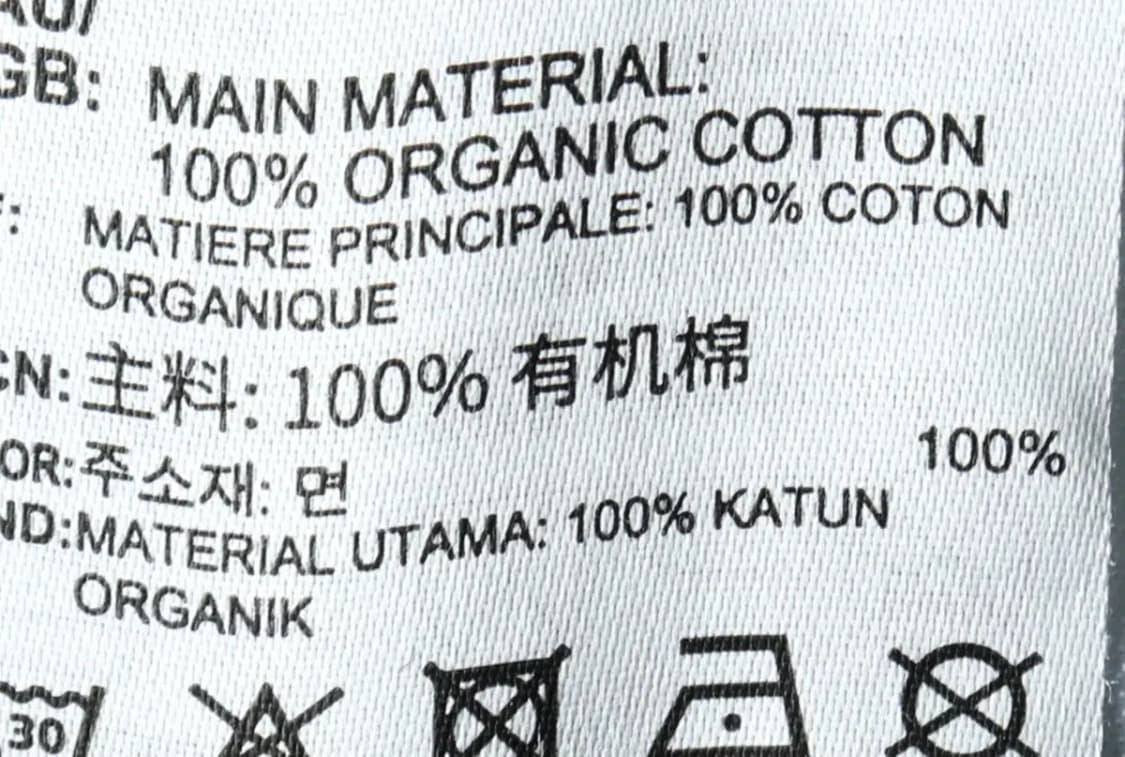 GB: MAIN MATERIAL:
100% ORGANIC COTTON
: MATIERE PRINCIPALE: 100% COTON
ORGANIQUE
CN: 主料: 100% 有机棉
OR: 주소재: 면 100%
ND: MATERIAL UTAMA: 100% KATUN
ORGANIK
30